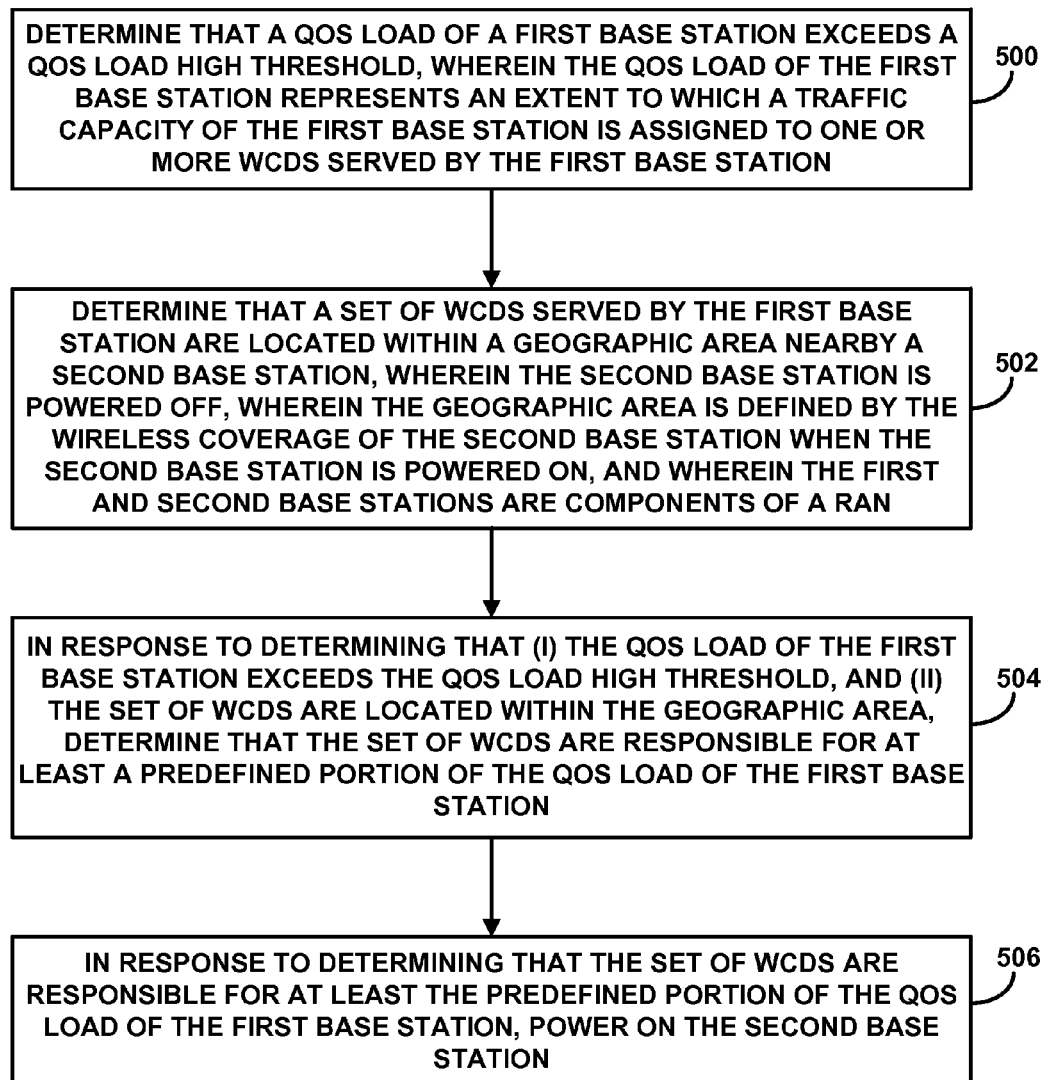 DETERMINE THAT A QOS LOAD OF A FIRST BASE STATION EXCEEDS A
QOS LOAD HIGH THRESHOLD, WHEREIN THE QOS LOAD OF THE FIRST
BASE STATION REPRESENTS AN EXTENT TO WHICH A TRAFFIC
CAPACITY OF THE FIRST BASE STATION IS ASSIGNED TO ONE OR
MORE WCDS SERVED BY THE FIRST BASE STATION
500
DETERMINE THAT A SET OF WCDS SERVED BY THE FIRST BASE
STATION ARE LOCATED WITHIN A GEOGRAPHIC AREA NEARBY A
SECOND BASE STATION, WHEREIN THE SECOND BASE STATION IS
POWERED OFF, WHEREIN THE GEOGRAPHIC AREA IS DEFINED BY THE
WIRELESS COVERAGE OF THE SECOND BASE STATION WHEN THE
SECOND BASE STATION IS POWERED ON, AND WHEREIN THE FIRST
AND SECOND BASE STATIONS ARE COMPONENTS OF A RAN
502
IN RESPONSE TO DETERMINING THAT (I) THE QOS LOAD OF THE FIRST
BASE STATION EXCEEDS THE QOS LOAD HIGH THRESHOLD, AND (II)
THE SET OF WCDS ARE LOCATED WITHIN THE GEOGRAPHIC AREA,
DETERMINE THAT THE SET OF WCDS ARE RESPONSIBLE FOR AT
LEAST A PREDEFINED PORTION OF THE QOS LOAD OF THE FIRST BASE
STATION
504
IN RESPONSE TO DETERMINING THAT THE SET OF WCDS ARE
RESPONSIBLE FOR AT LEAST THE PREDEFINED PORTION OF THE QOS
LOAD OF THE FIRST BASE STATION, POWER ON THE SECOND BASE
STATION
506